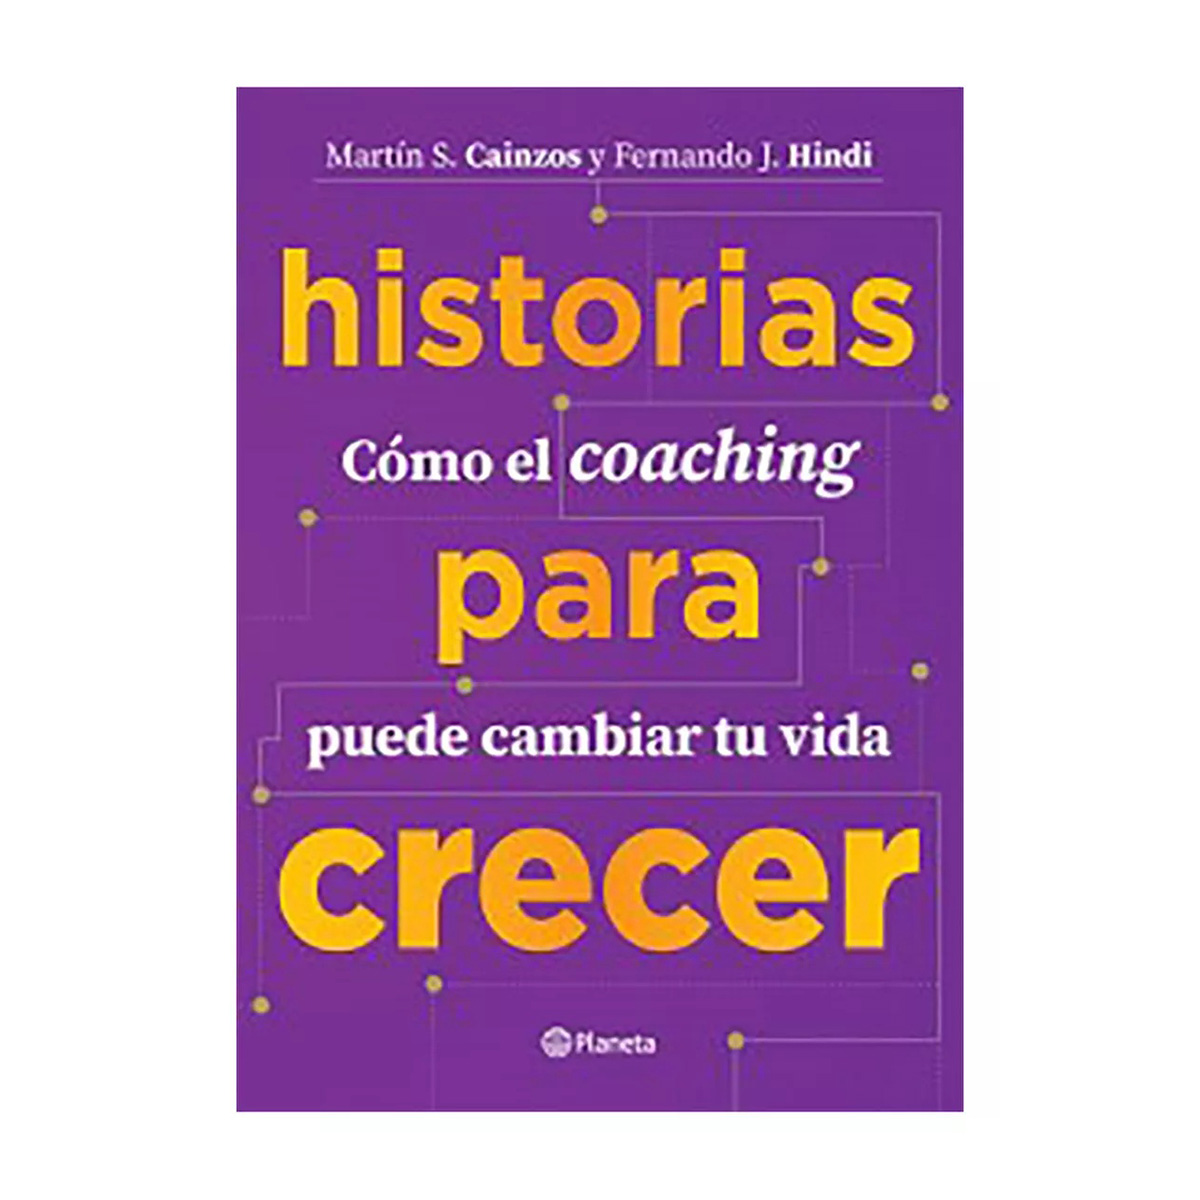 Martín S. Cainzos y Fernando J. Hindi
historias
Cómo el coaching
para
puede cambiar tu vida
crecer
Planeta